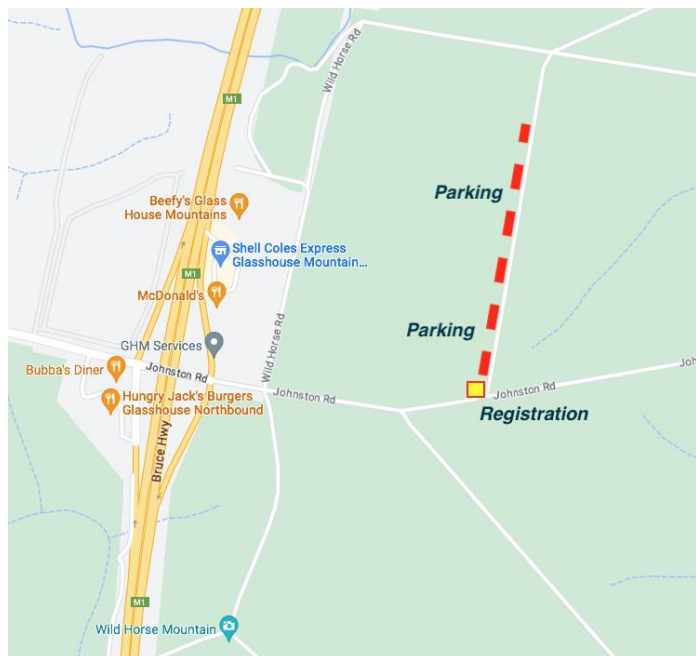 Wild Horse Rd
M1
Beefy's Glass
House Mountains
Parking
Shell Coles Express
Glasshouse Mountain...
M1
McDonald's
Parking
GHM Services
Wild Horse Rd
Bubba's Diner
Johnston Rd
Johnston Rd
Johnston Rd
Joh
Hungry Jack's Burgers
Glasshouse Northbound
Registration
Bruce Hwy
M1
Wild Horse Mountain